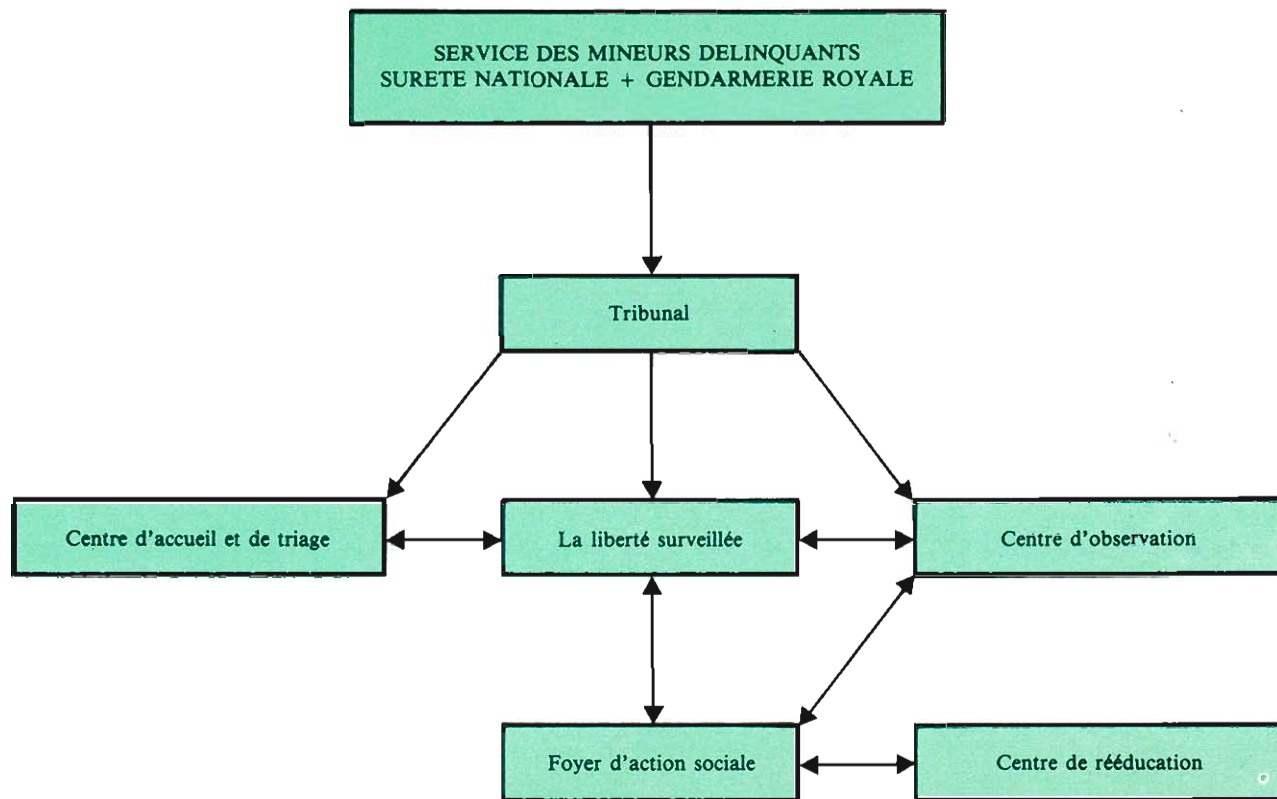 SERVICE DES MINEURS DELINQUANTS
SURETE NATIONALE + GENDARMERIE ROYALE
Tribunal
Centre d'accueil et de triage
La liberté surveillée
Centre d'observation
Foyer d'action sociale
Centre de rééducation